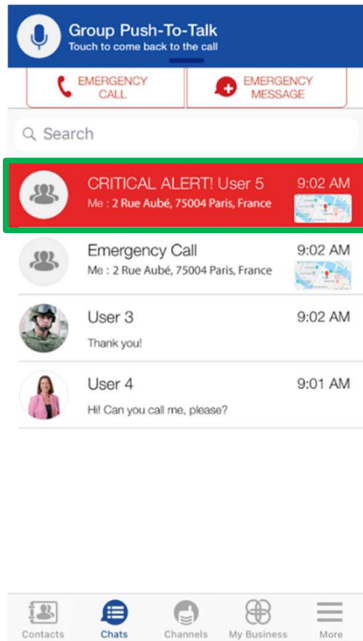 Group Push-To-Talk
Touch to come back to the call
EMERGENCY
CALL
EMERGENCY
MESSAGE
Search
CRITICAL ALERT! User 5 9:02 AM
Me : 2 Rue Aubé, 75004 Paris, France
Emergency Call 9:02 AM
Me : 2 Rue Aubé, 75004 Paris, France
User 3 9:02 AM
Thank you!
User 4 9:01 AM
Hi! Can you call me, please?
Contacts Chats Channels My Business More